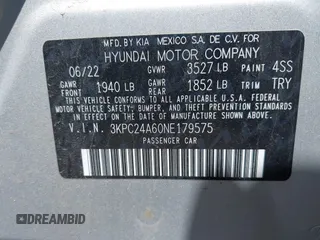 MFD.BY KIA MEXICO S.A. DE C.V. FOR
HYUNDAI MOTOR COMPANY
06/22 GVWR 3527 LB PAINT 4SS
GAWR FRONT 1940 LB GAWR REAR 1852 LB TRIM TRY
THIS VEHICLE CONFORMS TO ALL APPLICABLE U.S. FEDERAL MOTOR VEHICLE SAFETY, BUMPER, AND THEFT PREVENTION STANDARDS IN EFFECT ON THE DATE OF MANUFACTURE SHOWN ABOVE.
V.I.N. 3KPC24A60NE179575
PASSENGER CAR
DREAMBID